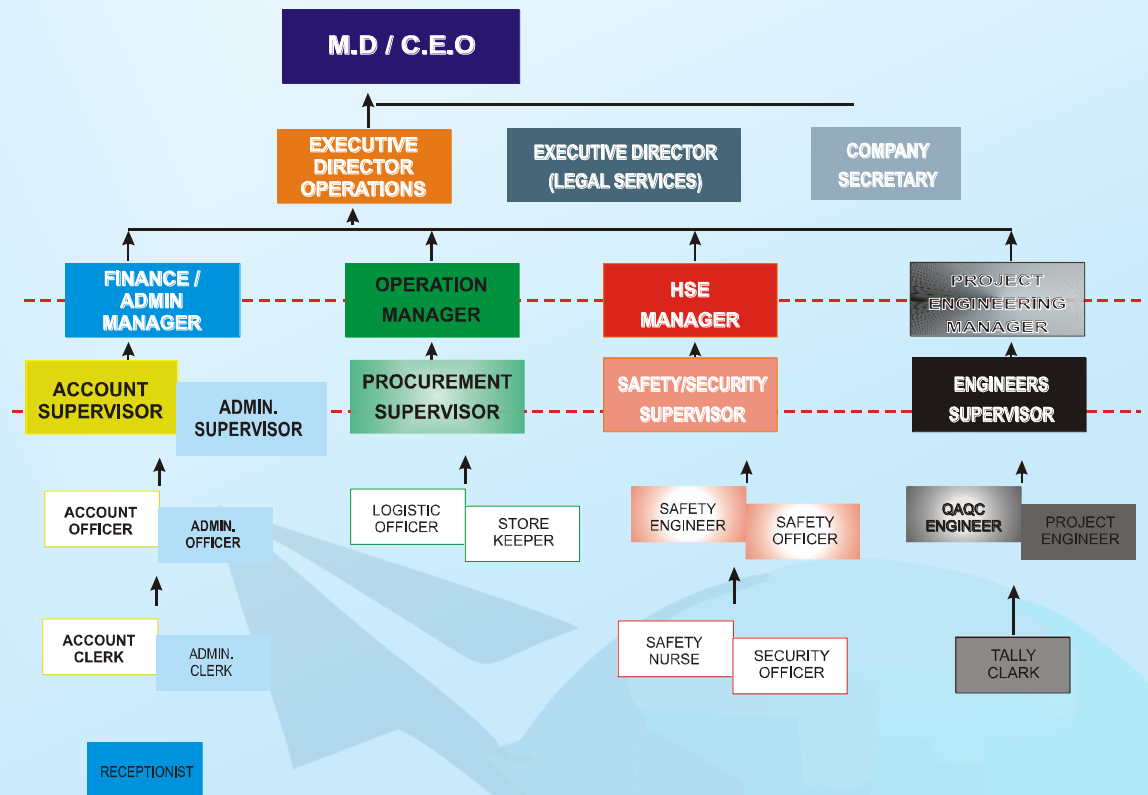 M.D / C.E.O
EXECUTIVE
DIRECTOR
OPERATIONS
EXECUTIVE DIRECTOR
(LEGAL SERVICES)
COMPANY
SECRETARY
FINANCE /
ADMIN
MANAGER
OPERATION
MANAGER
HSE
MANAGER
PROJECT
ENGINEERING
MANAGER
ACCOUNT
SUPERVISOR
ADMIN.
SUPERVISOR
PROCUREMENT
SUPERVISOR
SAFETY/SECURITY
SUPERVISOR
ENGINEERS
SUPERVISOR
ACCOUNT
OFFICER
ADMIN.
OFFICER
LOGISTIC
OFFICER
STORE
KEEPER
SAFETY
ENGINEER
SAFETY
OFFICER
QAQC
ENGINEER
PROJECT
ENGINEER
ACCOUNT
CLERK
ADMIN.
CLERK
SAFETY
NURSE
SECURITY
OFFICER
TALLY
CLARK
RECEPTIONIST